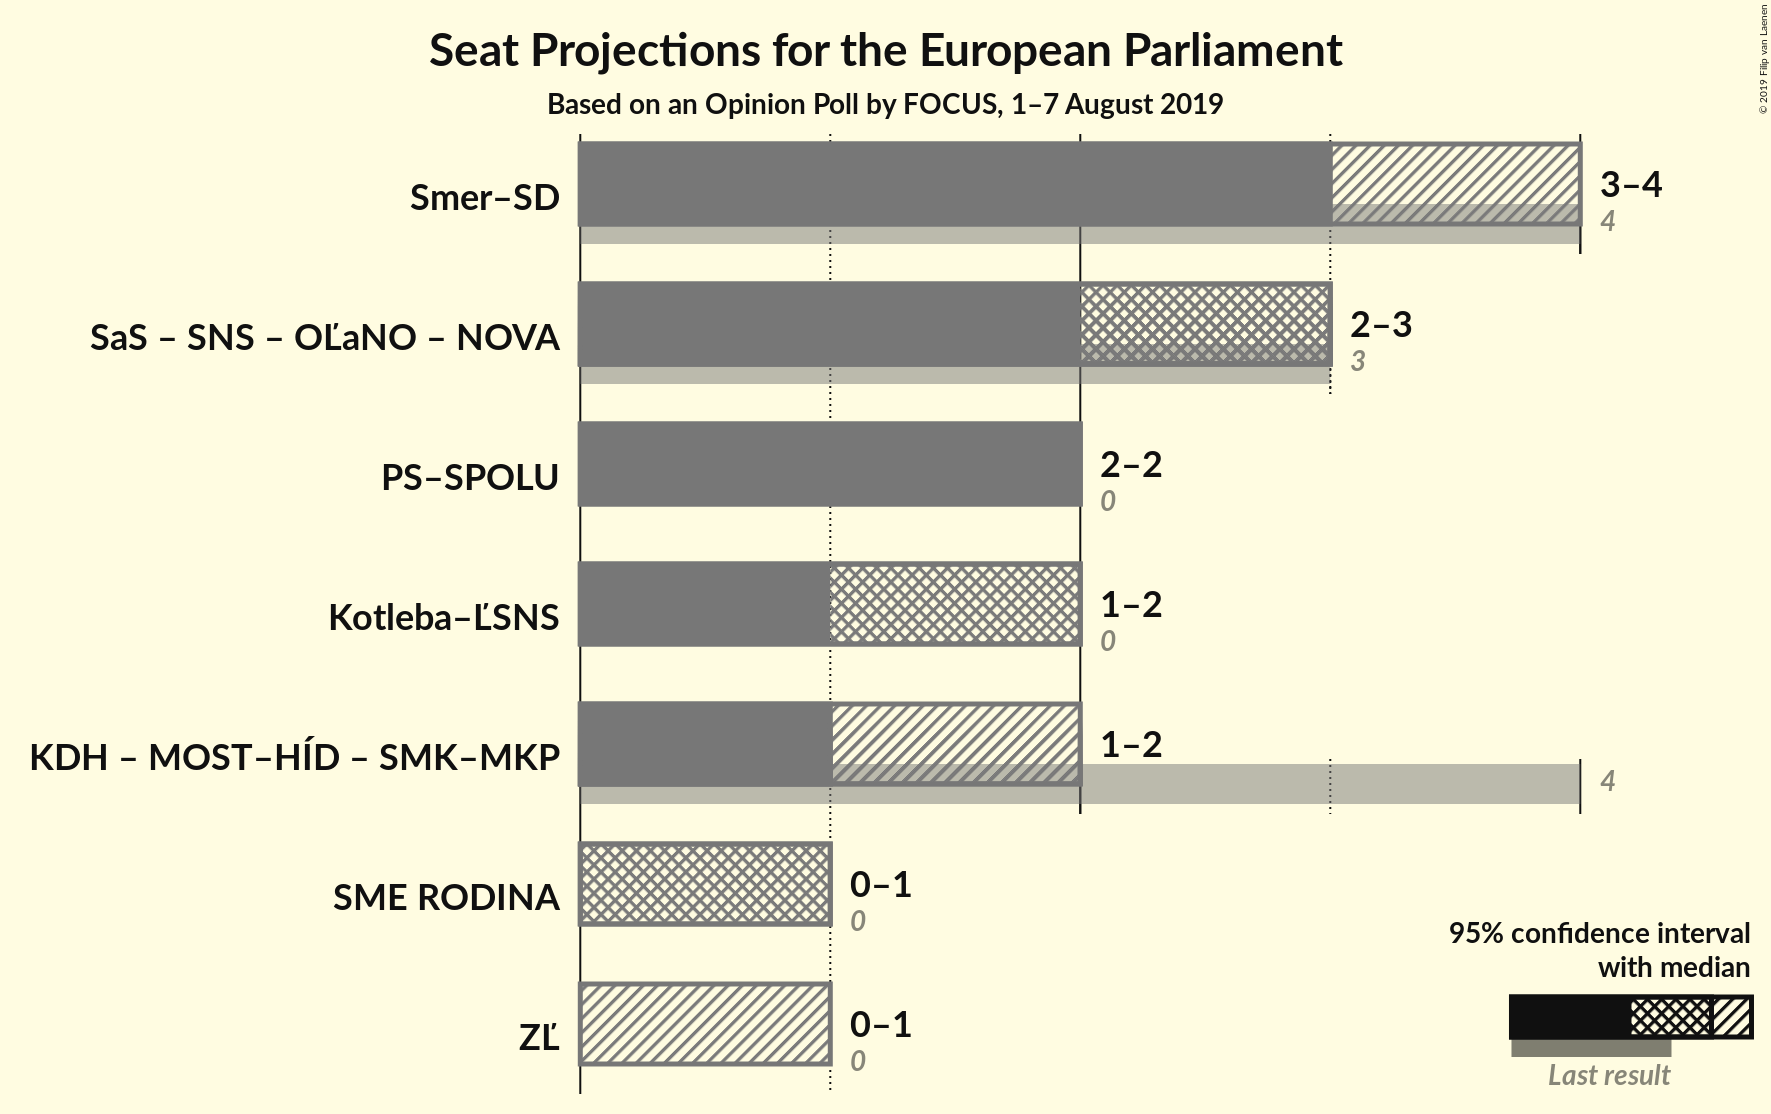 Seat Projections for the European Parliament
Based on an Opinion Poll by FOCUS, 1–7 August 2019
© 2019 Filip van Laenen
Smer–SD
3–4
4
SaS – SNS – OĽaNO – NOVA
2–3
3
PS–SPOLU
2–2
0
Kotleba–ĽSNS
1–2
0
KDH – MOST–HÍD – SMK–MKP
1–2
4
SME RODINA
0–1
0
ZĽ
0–1
0
95% confidence interval
with median
Last result